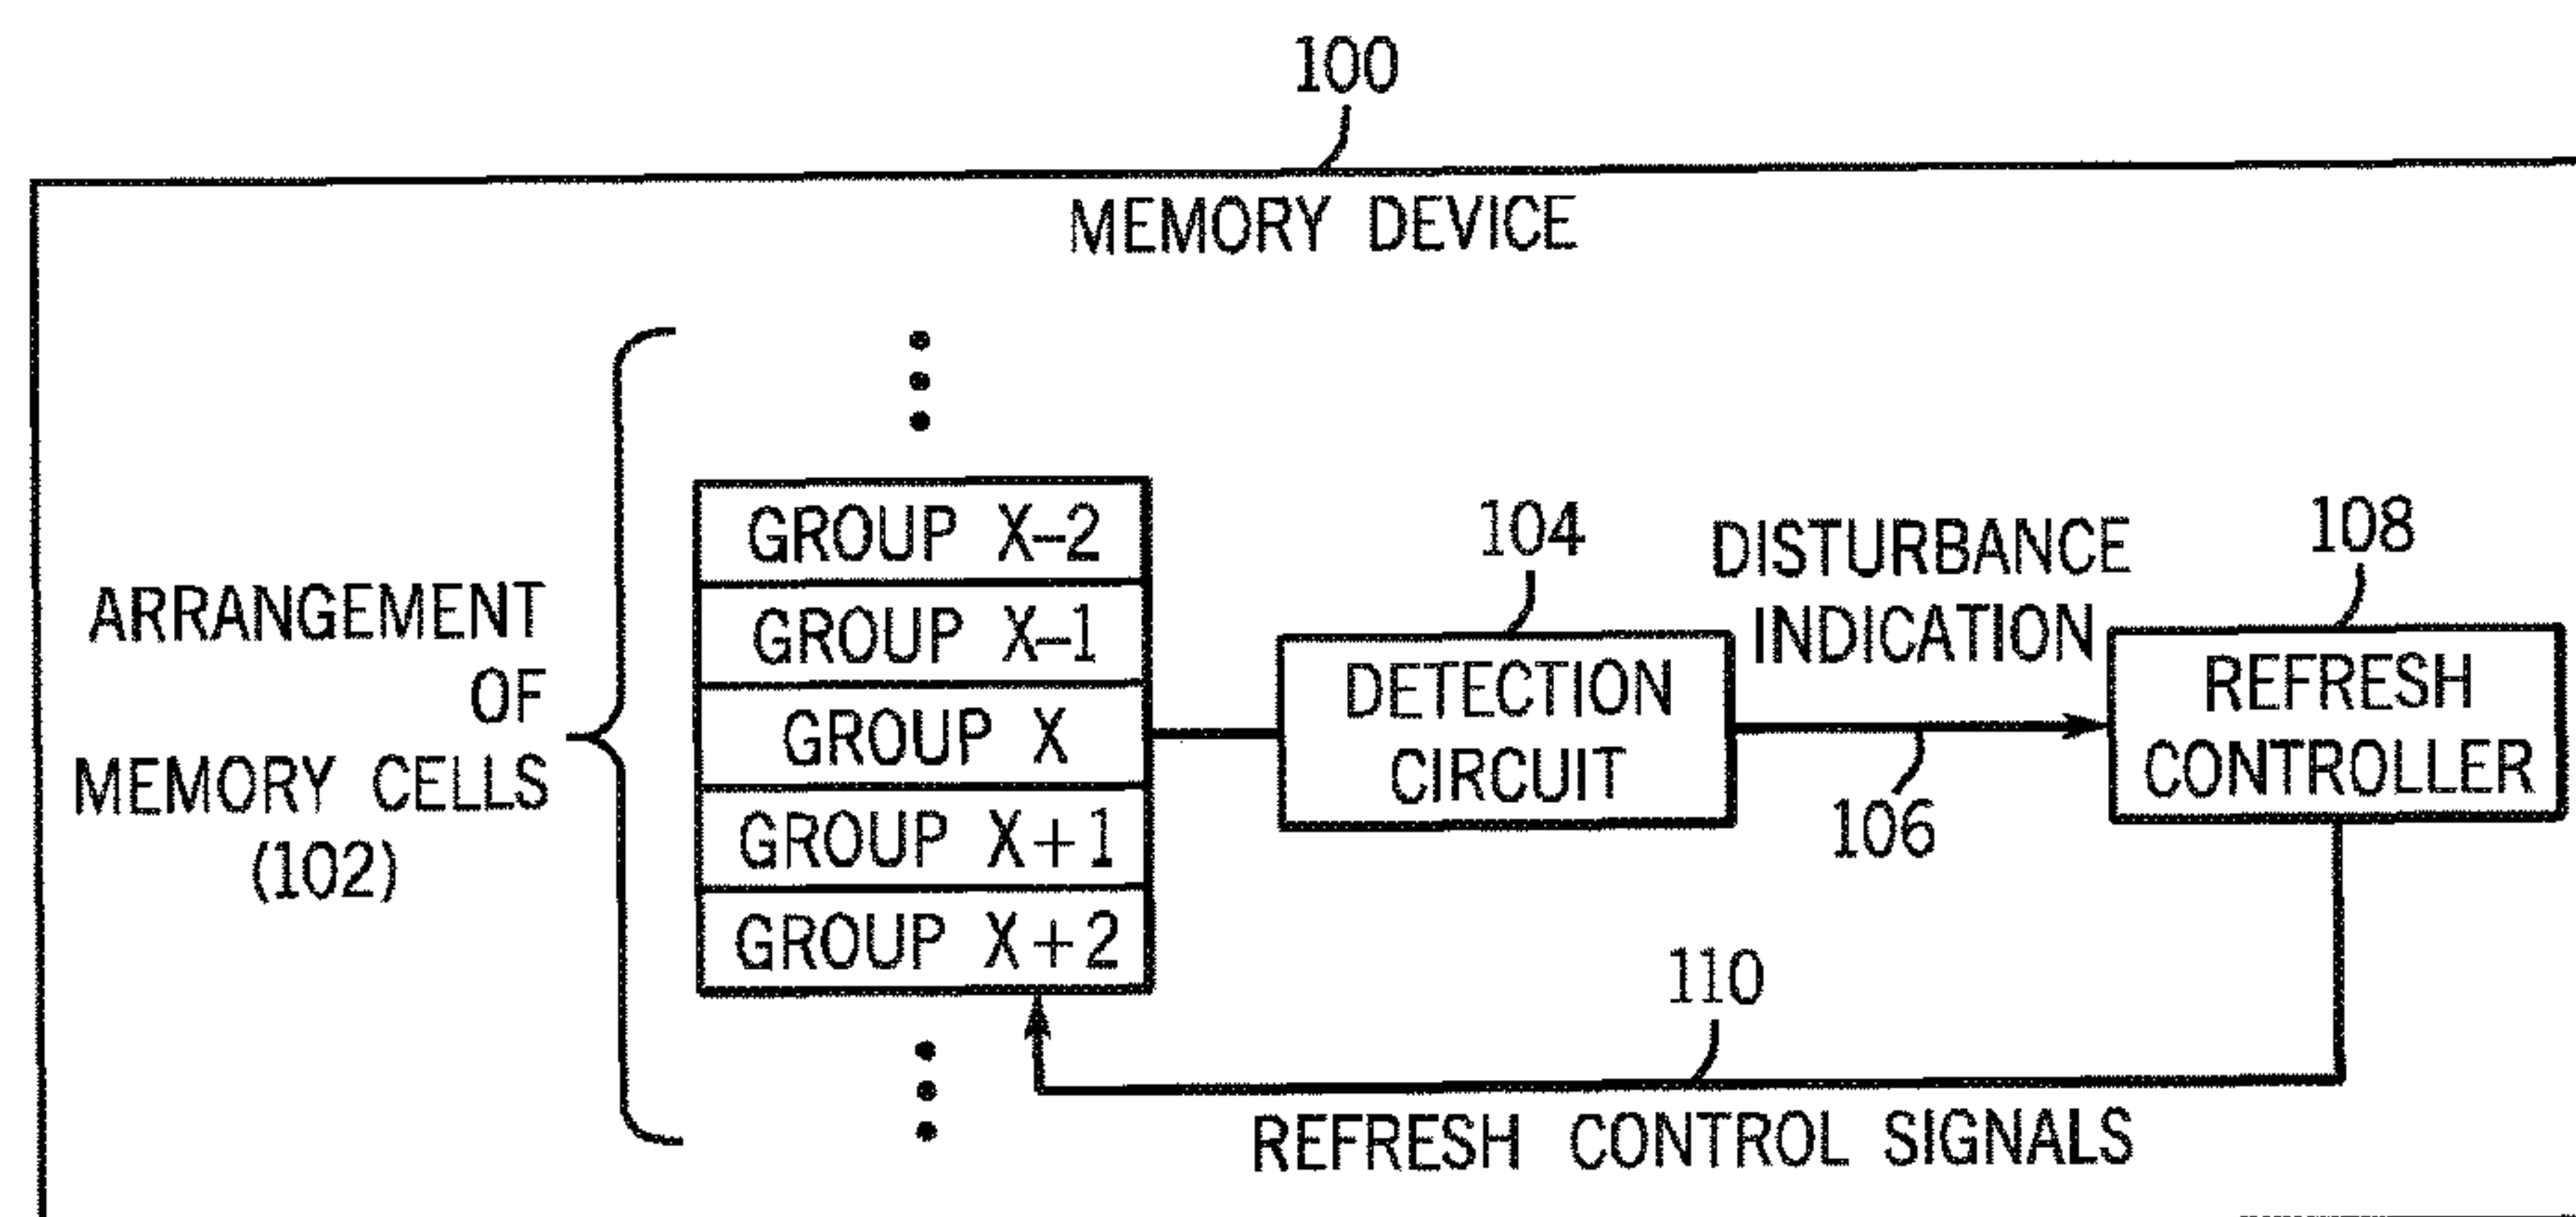 100
MEMORY DEVICE
ARRANGEMENT
OF
MEMORY CELLS
(102)
GROUP X-2
GROUP X-1
GROUP X
GROUP X+1
GROUP X+2
104
DETECTION
CIRCUIT
DISTURBANCE
INDICATION
106
108
REFRESH
CONTROLLER
110
REFRESH CONTROL SIGNALS